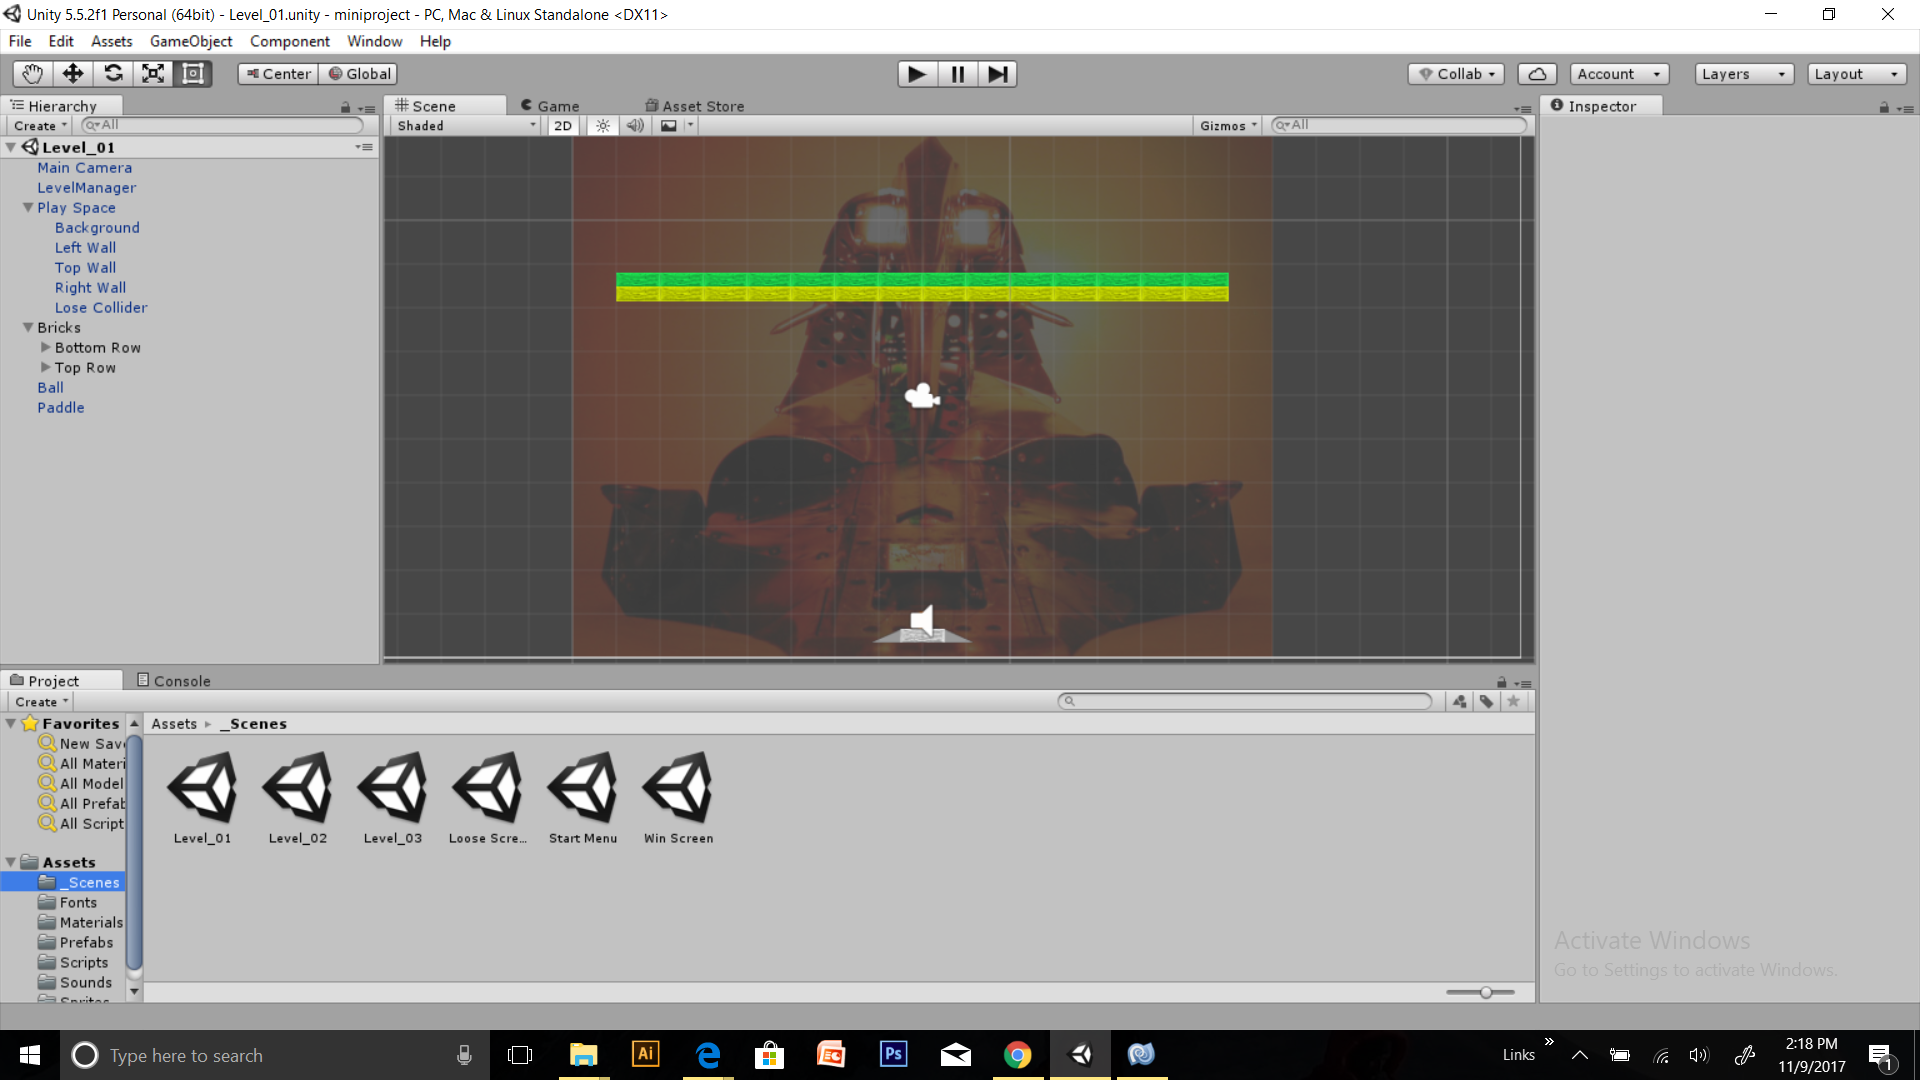 Unity 5.5.2f1 Personal (64bit) - Level_01.unity - miniproject - PC, Mac & Linux Standalone <DX11>
File Edit Assets GameObject Component Window Help
Center Global Collab Account Layers Layout
Hierarchy
Create All
Level_01
Main Camera
LevelManager
Play Space
Background
Left Wall
Top Wall
Right Wall
Lose Collider
Bricks
Bottom Row
Top Row
Ball
Paddle
Scene Game Asset Store
Shaded 2D Gizmos All
Inspector
Project Console
Create
Favorites
New Save
All Materi
All Model
All Prefab
All Script
Assets
_Scenes
Fonts
Materials
Prefabs
Scripts
Sounds
Sprites
Assets _Scenes
Level_01 Level_02 Level_03 Loose Scre... Start Menu Win Screen
Activate Windows
Go to Settings to activate Windows.
Type here to search
Ai
Ps
Links
2:18 PM
11/9/2017
1